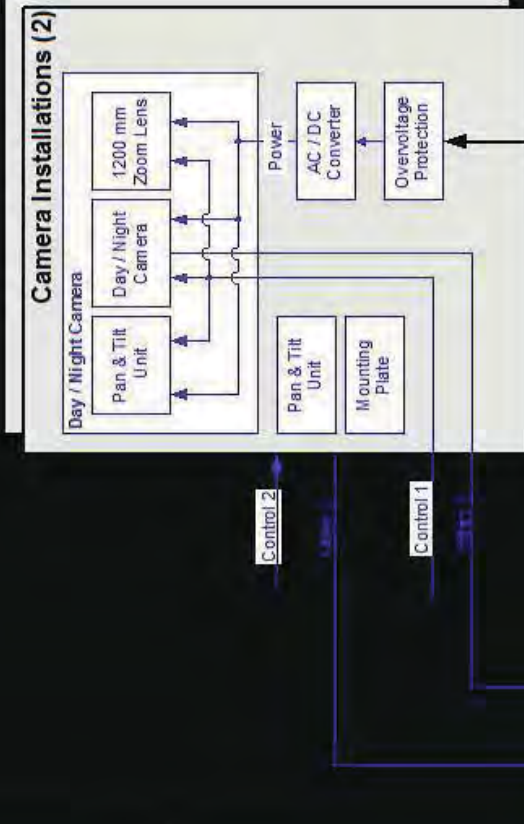 Camera Installations (2)
Day / Night Camera
Pan & Tilt
Unit
Day / Night
Camera
1200 mm
Zoom Lens
Power
AC / DC
Converter
Overvoltage
Protection
Pan & Tilt
Unit
Mounting
Plate
Control 2
Control 1